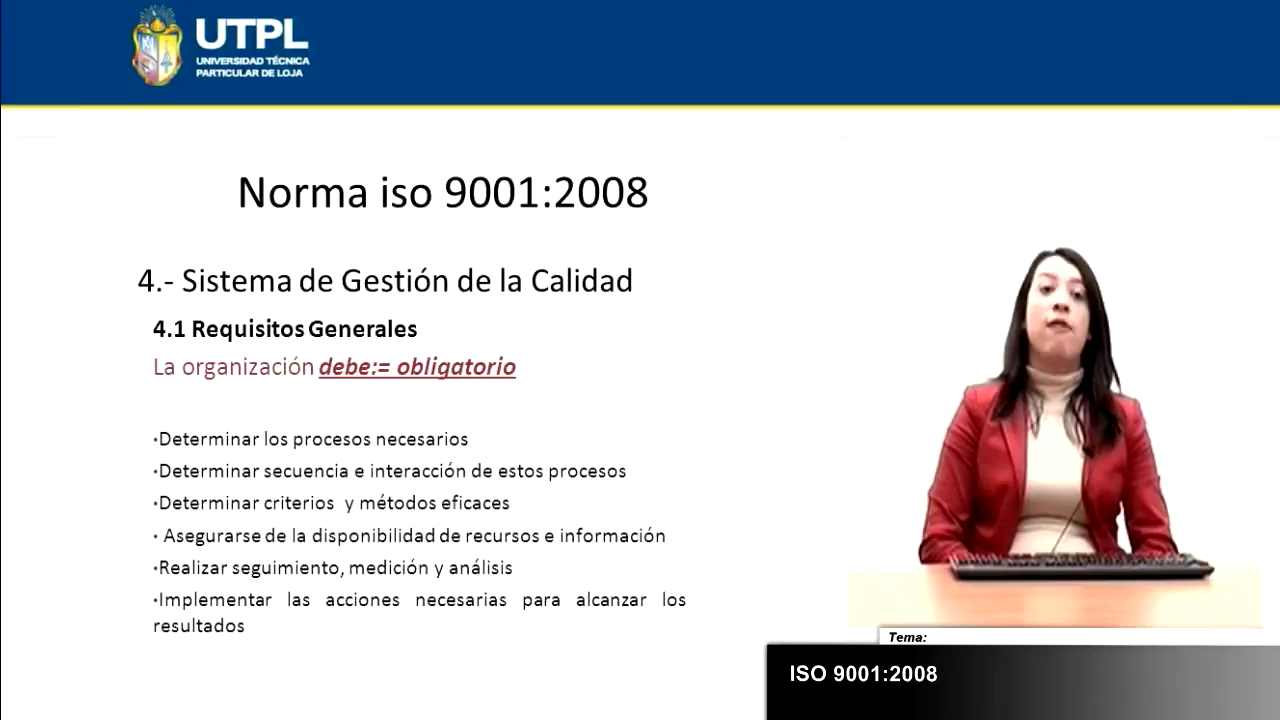 UTPL
UNIVERSIDAD TÉCNICA
PARTICULAR DE LOJA
Norma iso 9001:2008
4.- Sistema de Gestión de la Calidad
4.1 Requisitos Generales
La organización debe:= obligatorio
•Determinar los procesos necesarios
•Determinar secuencia e interacción de estos procesos
•Determinar criterios y métodos eficaces
• Asegurarse de la disponibilidad de recursos e información
•Realizar seguimiento, medición y análisis
•Implementar las acciones necesarias para alcanzar los
resultados
Tema:
ISO 9001:2008